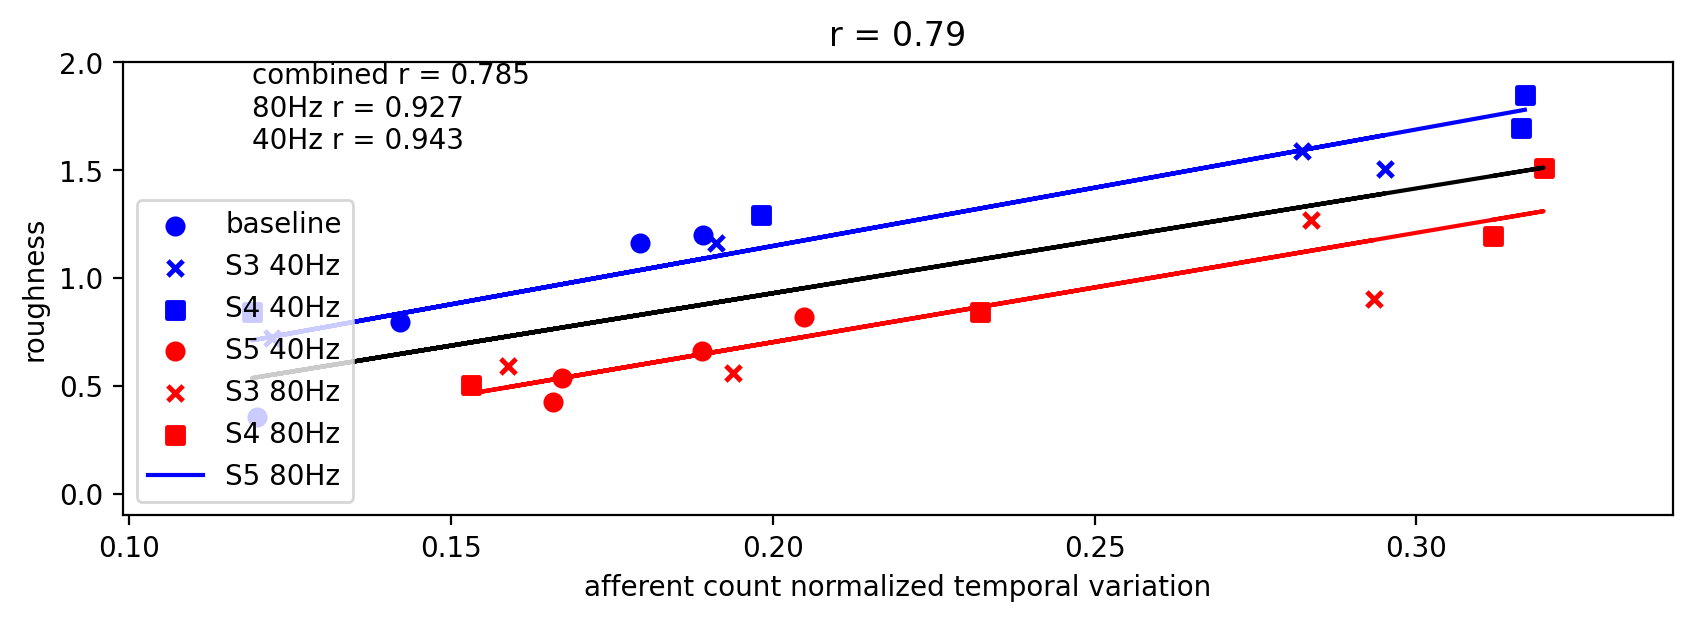 r = 0.79
combined r = 0.785
80Hz r = 0.927
40Hz r = 0.943
2.0
1.5
1.0
0.5
0.0
roughness
baseline
S3 40Hz
S4 40Hz
S5 40Hz
S3 80Hz
S4 80Hz
S5 80Hz
0.10 0.15 0.20 0.25 0.30
afferent count normalized temporal variation